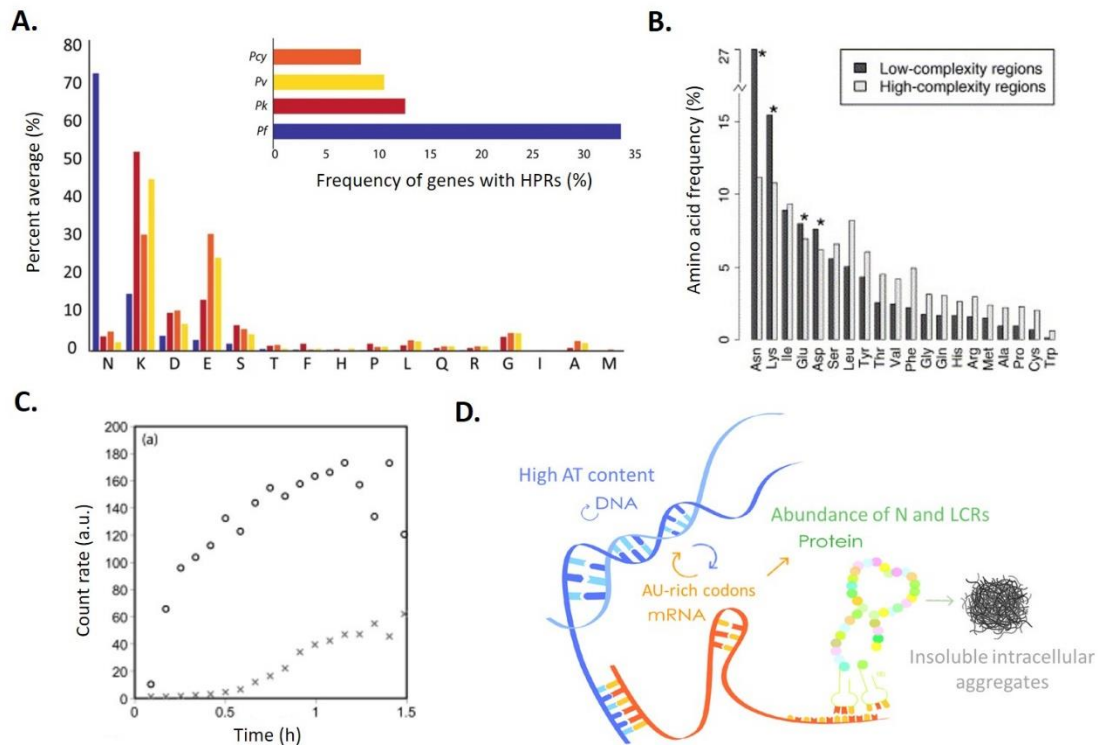 A.
80
70
60
50
40
30
20
10
0
Percent average (%)
N K D E S T F H P L Q R G I A M
Pcy
Pv
Pk
Pf
0 5 10 15 20 25 30 35
Frequency of genes with HPRs (%)
B.
27
15
10
5
0
Amino acid frequency (%)
* * * *
Low-complexity regions
High-complexity regions
Asn Lys Ile Glu Asp Ser Leu Tyr Thr Val Phe Gly Gln His Arg Met Ala Pro Cys Trp
C.
(a)
200
180
160
140
120
100
80
60
40
20
0
Count rate (a.u.)
0 0.5 1 1.5
Time (h)
D.
High AT content
DNA
AU-rich codons
mRNA
Abundance of N and LCRs
Protein
Insoluble intracellular
aggregates